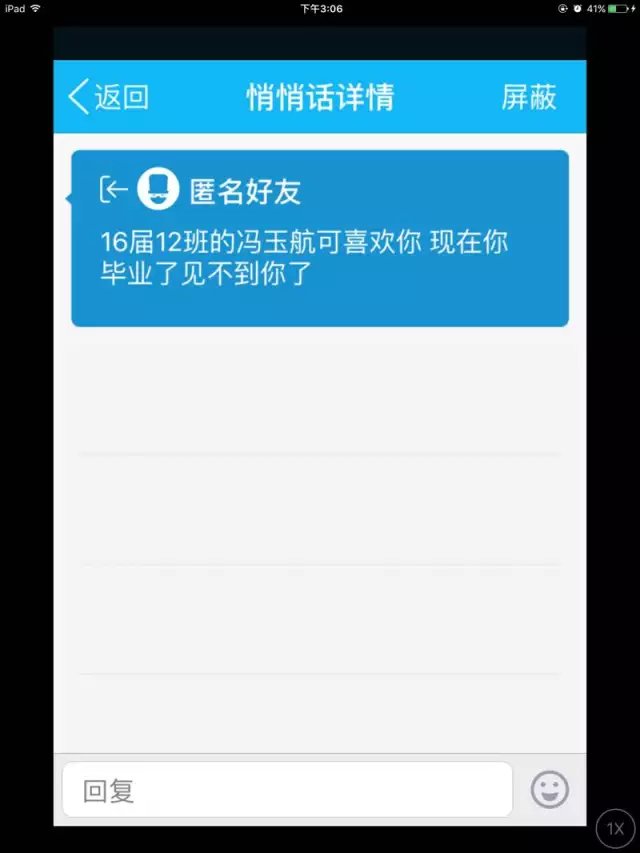 iPad 下午3:06 41%
返回 悄悄话详情 屏蔽
匿名好友
16届12班的冯玉航可喜欢你 现在你
毕业了见不到你了
回复
1X